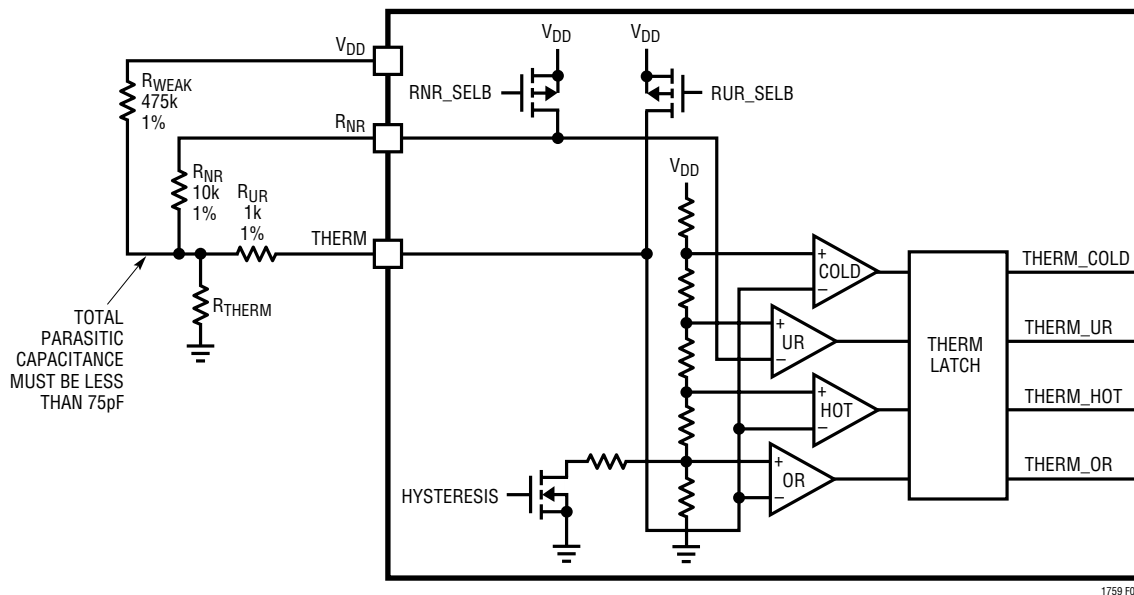 VDD
RWEAK
475k
1%
RNR
RNR
10k
1%
RUR
1k
1%
THERM
RTHERM
TOTAL
PARASITIC
CAPACITANCE
MUST BE LESS
THAN 75pF
VDD
VDD
RNR_SELB
RUR_SELB
VDD
+
COLD
–
+
UR
–
+
HOT
–
+
OR
–
HYSTERESIS
THERM
LATCH
THERM_COLD
THERM_UR
THERM_HOT
THERM_OR
1759 F0